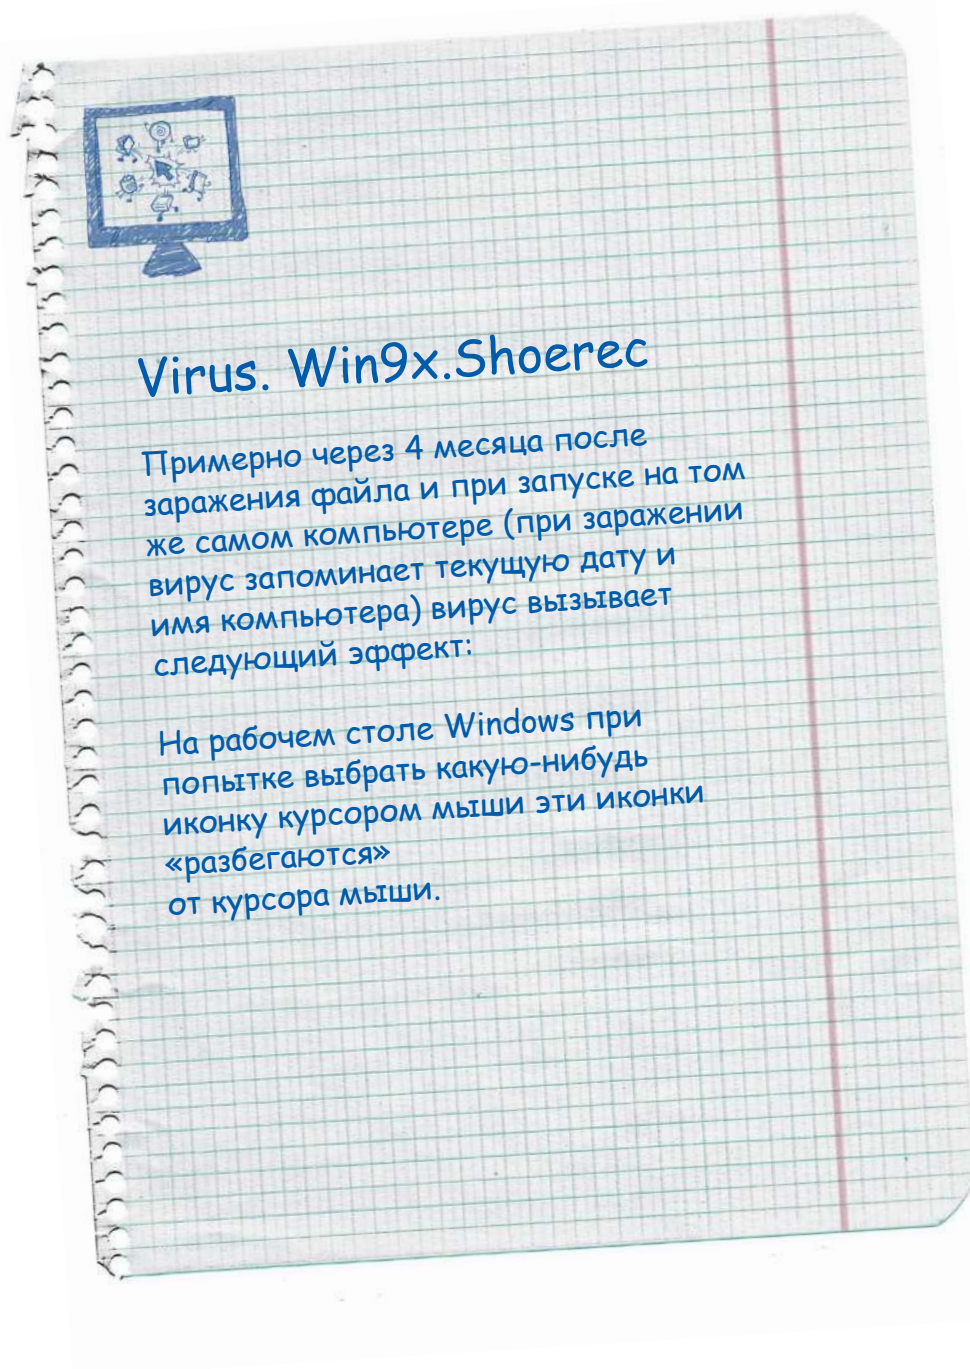 Virus. Win9x.Shoerec
Примерно через 4 месяца после
заражения файла и при запуске на том
же самом компьютере (при заражении
вирус запоминает текущую дату и
имя компьютера) вирус вызывает
следующий эффект:
На рабочем столе Windows при
попытке выбрать какую-нибудь
иконку курсором мыши эти иконки
«разбегаются»
от курсора мыши.